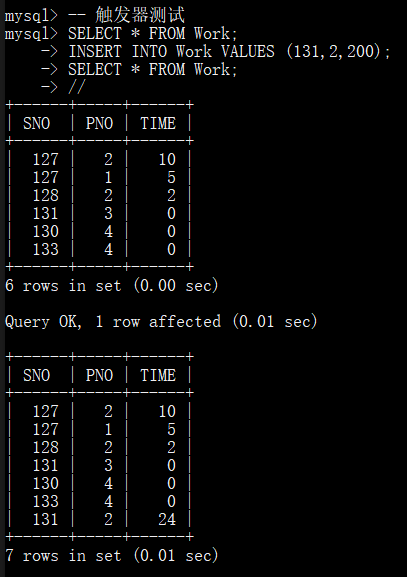 mysql> -- 触发器测试
mysql> SELECT * FROM Work;
    -> INSERT INTO Work VALUES (131,2,200);
    -> SELECT * FROM Work;
    -> //
+------+-----+------+
| SNO  | PNO | TIME |
+------+-----+------+
|  127 |   2 |   10 |
|  127 |   1 |    5 |
|  128 |   2 |    2 |
|  131 |   3 |    0 |
|  130 |   4 |    0 |
|  133 |   4 |    0 |
+------+-----+------+
6 rows in set (0.00 sec)

Query OK, 1 row affected (0.01 sec)

+------+-----+------+
| SNO  | PNO | TIME |
+------+-----+------+
|  127 |   2 |   10 |
|  127 |   1 |    5 |
|  128 |   2 |    2 |
|  131 |   3 |    0 |
|  130 |   4 |    0 |
|  133 |   4 |    0 |
|  131 |   2 |   24 |
+------+-----+------+
7 rows in set (0.01 sec)